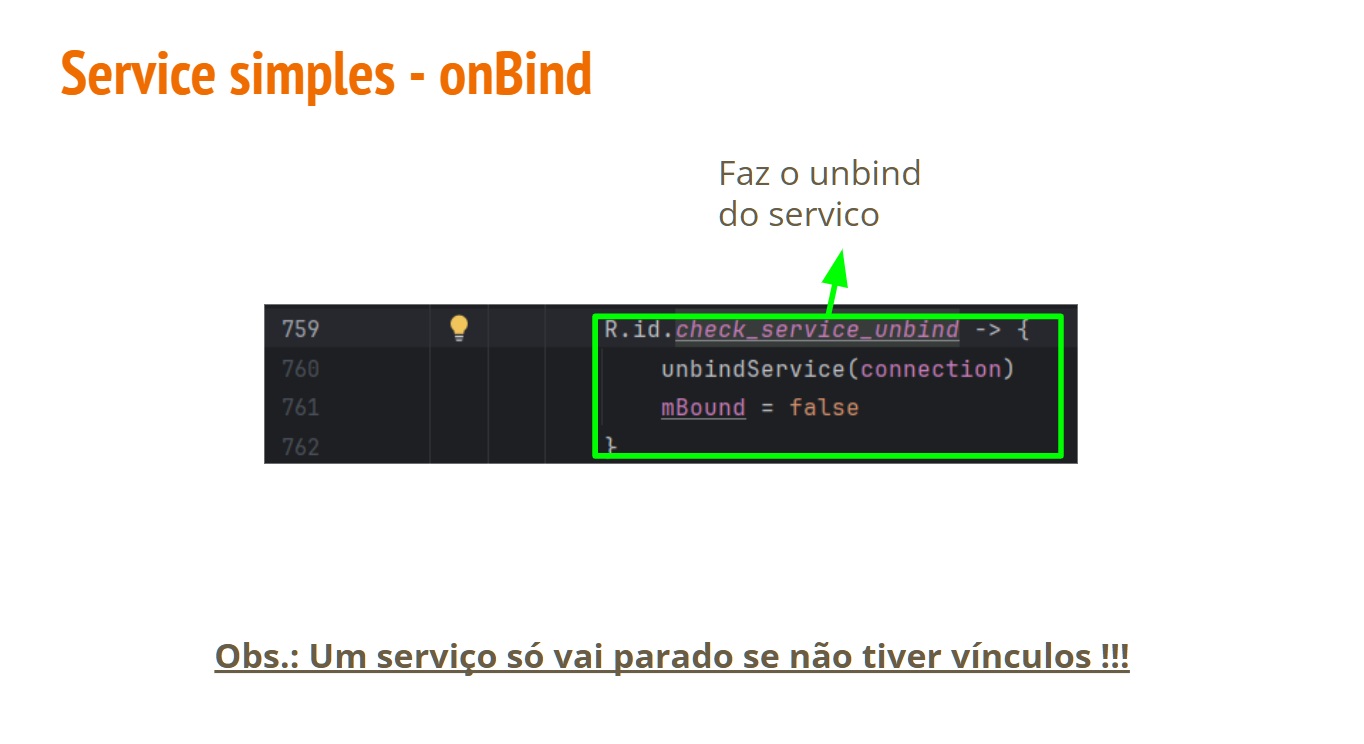 Service simples - onBind
Faz o unbind
do servico
759 R.id.check_service_unbind -> {
760 unbindService(connection)
761 mBound = false
762 }
Obs.: Um serviço só vai parado se não tiver vínculos !!!